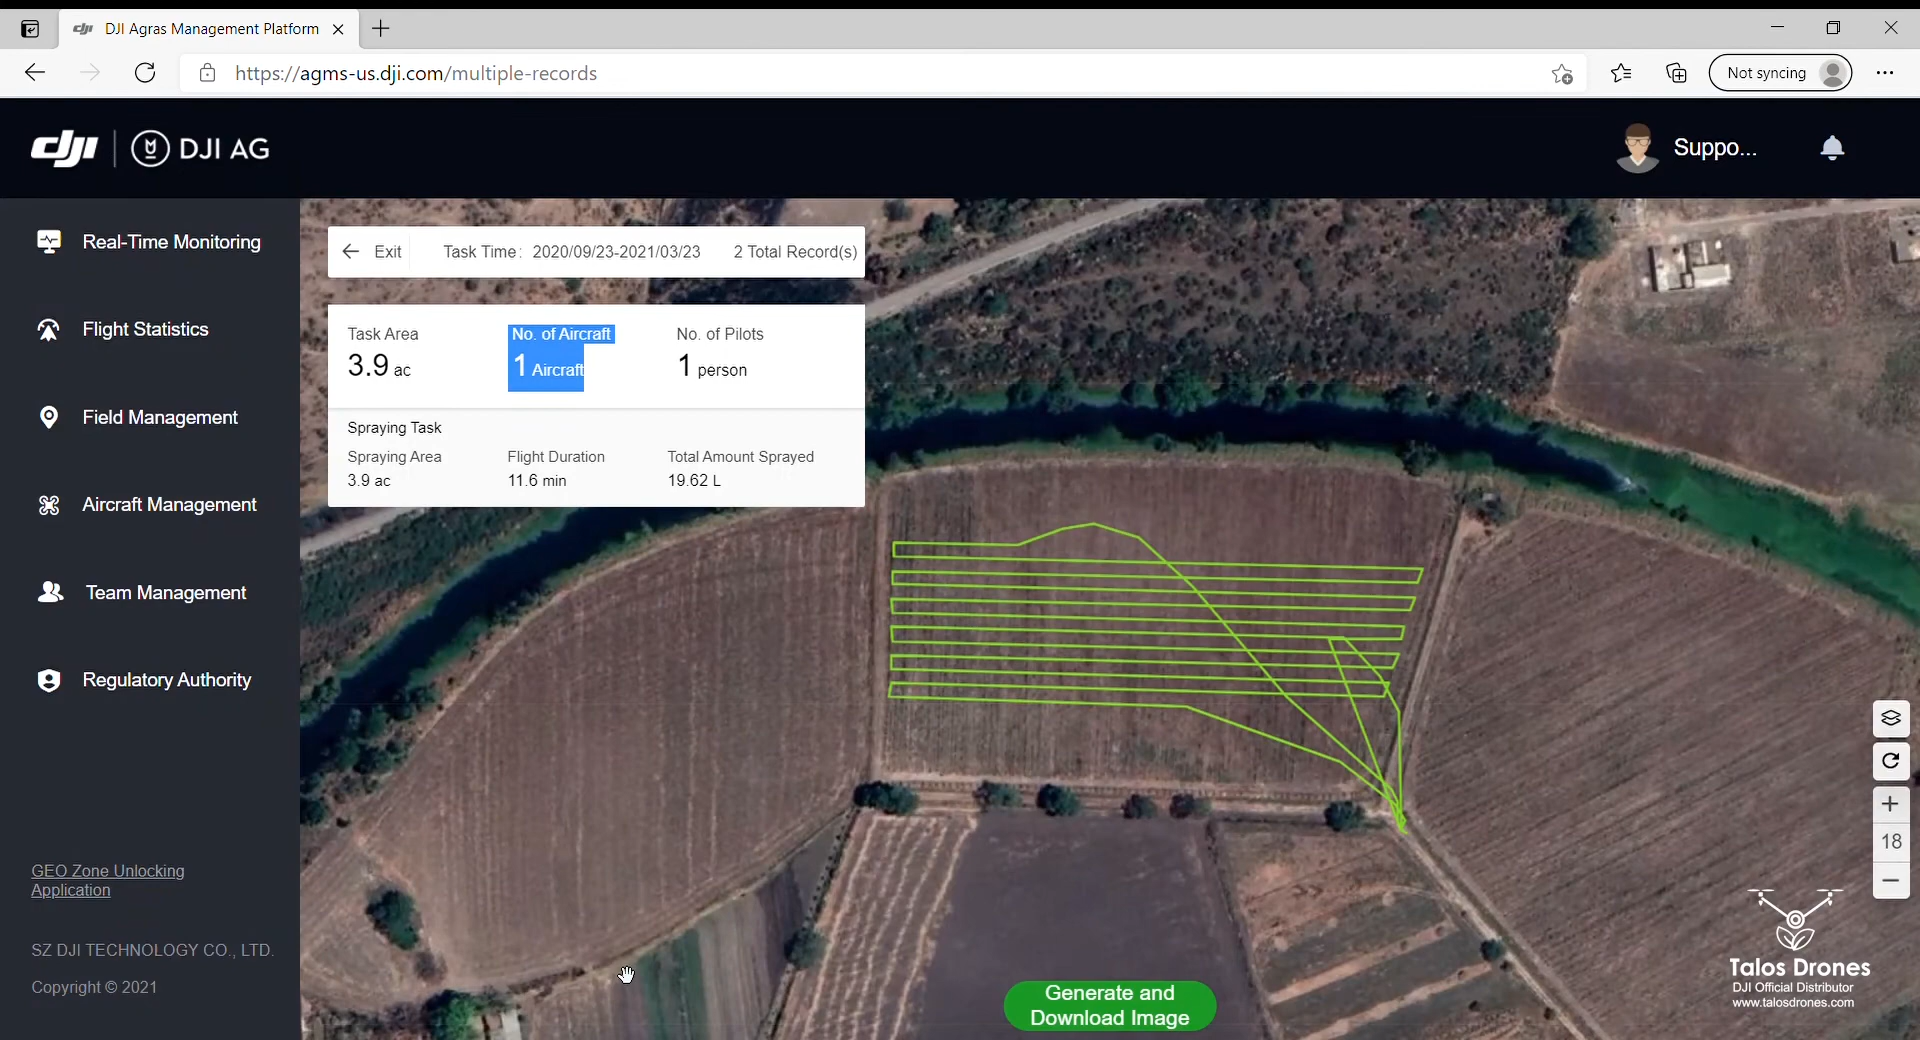 DJI Agras Management Platform
https://agms-us.dji.com/multiple-records
Not syncing
dji
DJI AG
Suppo...
Real-Time Monitoring
Flight Statistics
Field Management
Aircraft Management
Team Management
Regulatory Authority
GEO Zone Unlocking
Application
SZ DJI TECHNOLOGY CO., LTD.
Copyright © 2021
Exit
Task Time: 2020/09/23-2021/03/23
2 Total Record(s)
Task Area
3.9 ac
No. of Aircraft
1 Aircraft
No. of Pilots
1 person
Spraying Task
Spraying Area
3.9 ac
Flight Duration
11.6 min
Total Amount Sprayed
19.62 L
18
Generate and
Download Image
Talos Drones
DJI Official Distributor
www.talosdrones.com